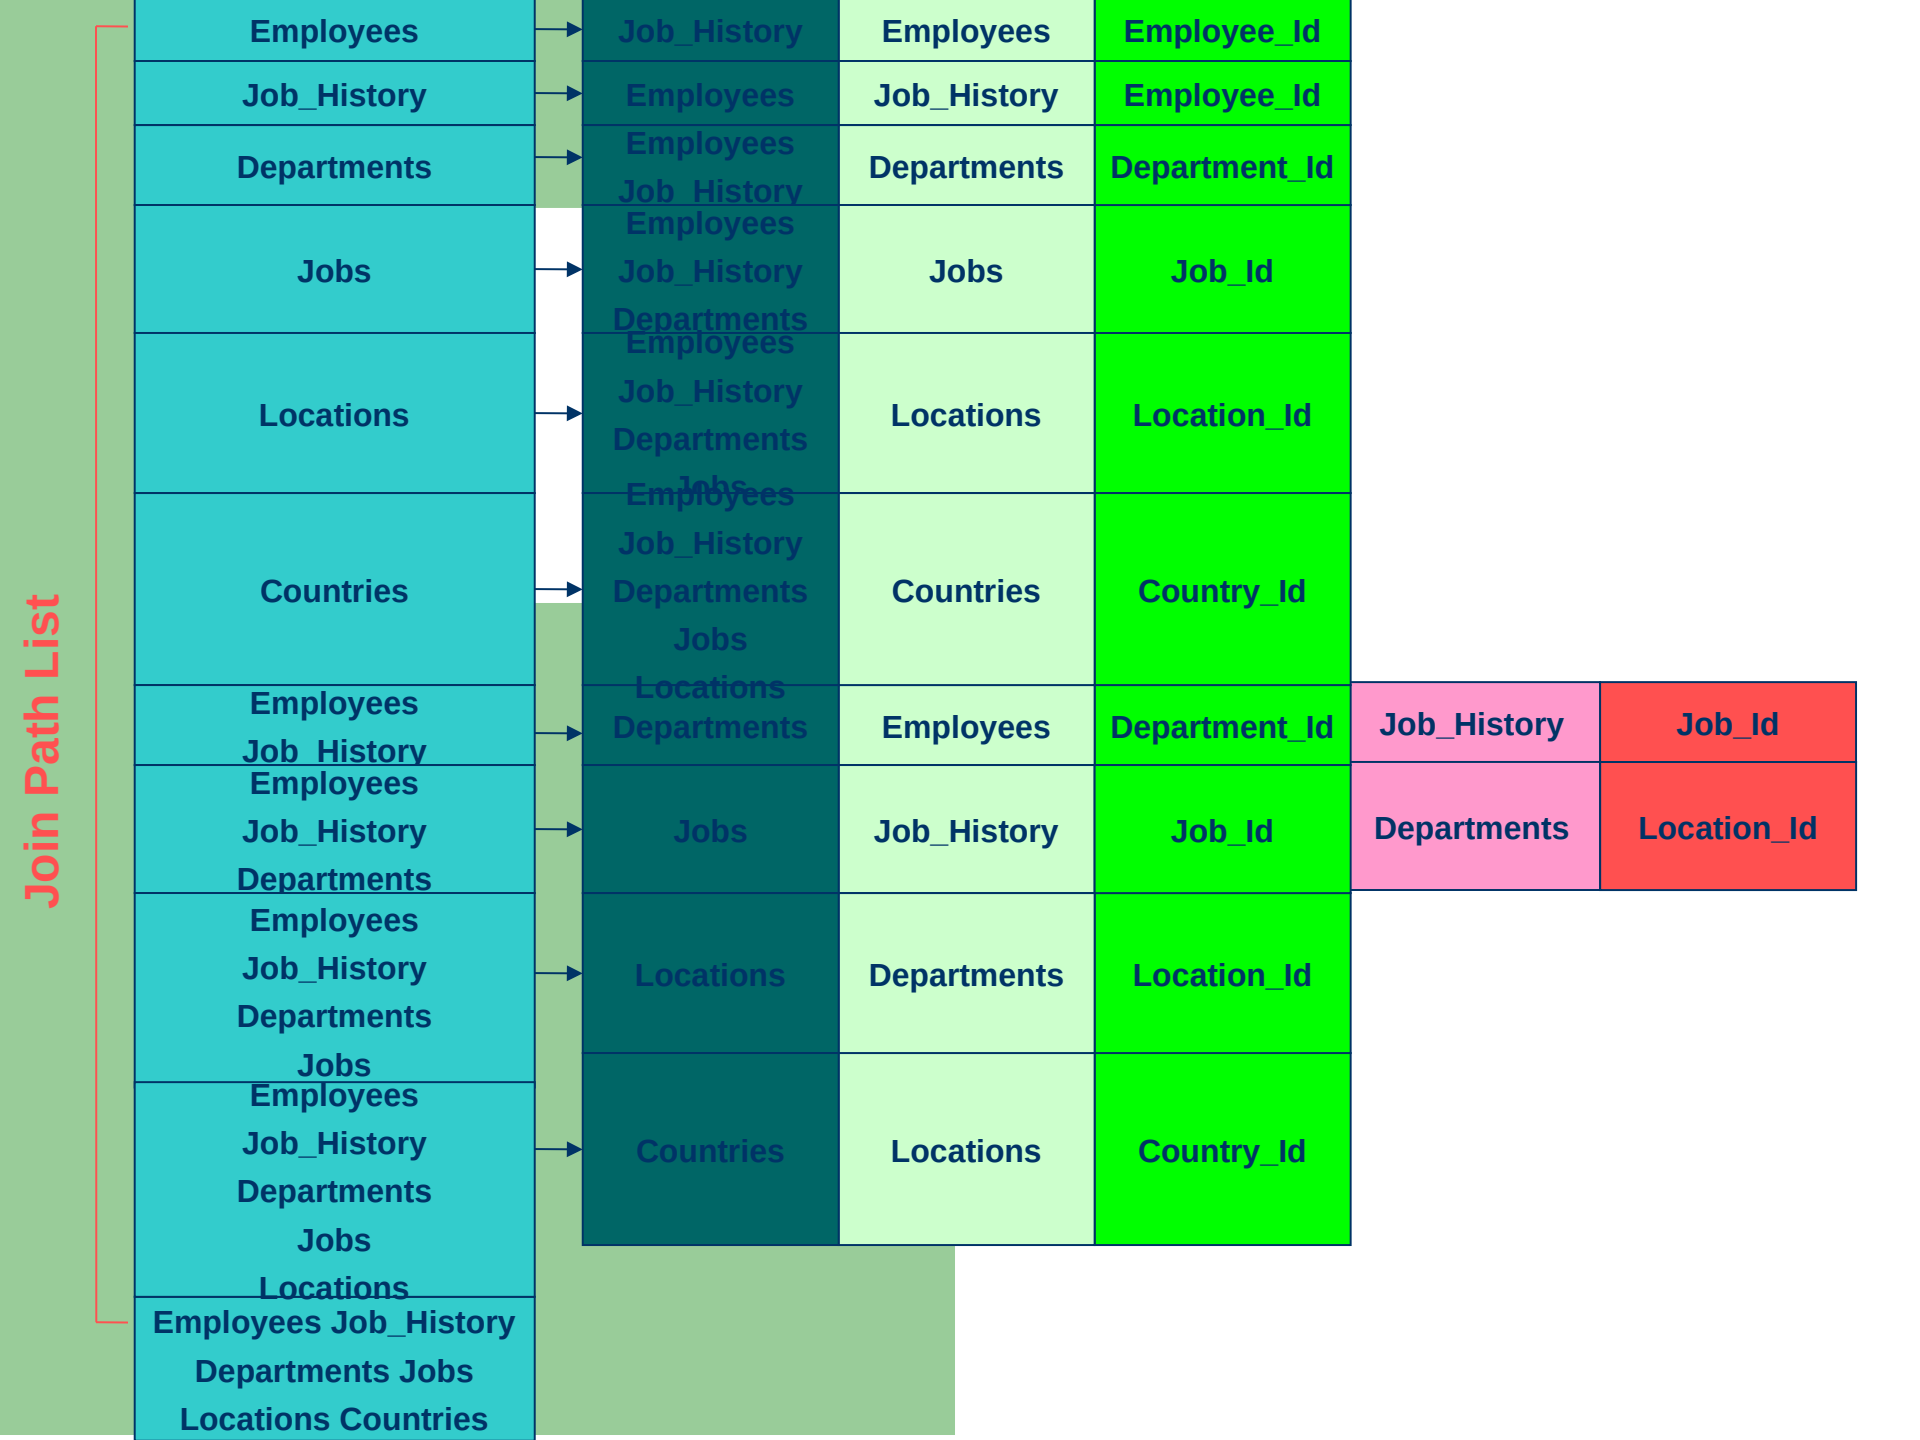 Join Path List
Employees
Job_History
Employees
Employee_Id
Job_History
Employees
Job_History
Employee_Id
Departments
Employees
Job_History
Departments
Department_Id
Jobs
Employees
Job_History
Departments
Jobs
Job_Id
Locations
Employees
Job_History
Departments
Jobs
Locations
Location_Id
Countries
Employees
Job_History
Departments
Jobs
Locations
Countries
Country_Id
Employees
Job_History
Departments
Employees
Department_Id
Job_History
Job_Id
Employees
Job_History
Departments
Jobs
Job_History
Job_Id
Departments
Location_Id
Employees
Job_History
Departments
Jobs
Locations
Departments
Location_Id
Employees
Job_History
Departments
Jobs
Locations
Countries
Locations
Country_Id
Employees Job_History
Departments Jobs
Locations Countries